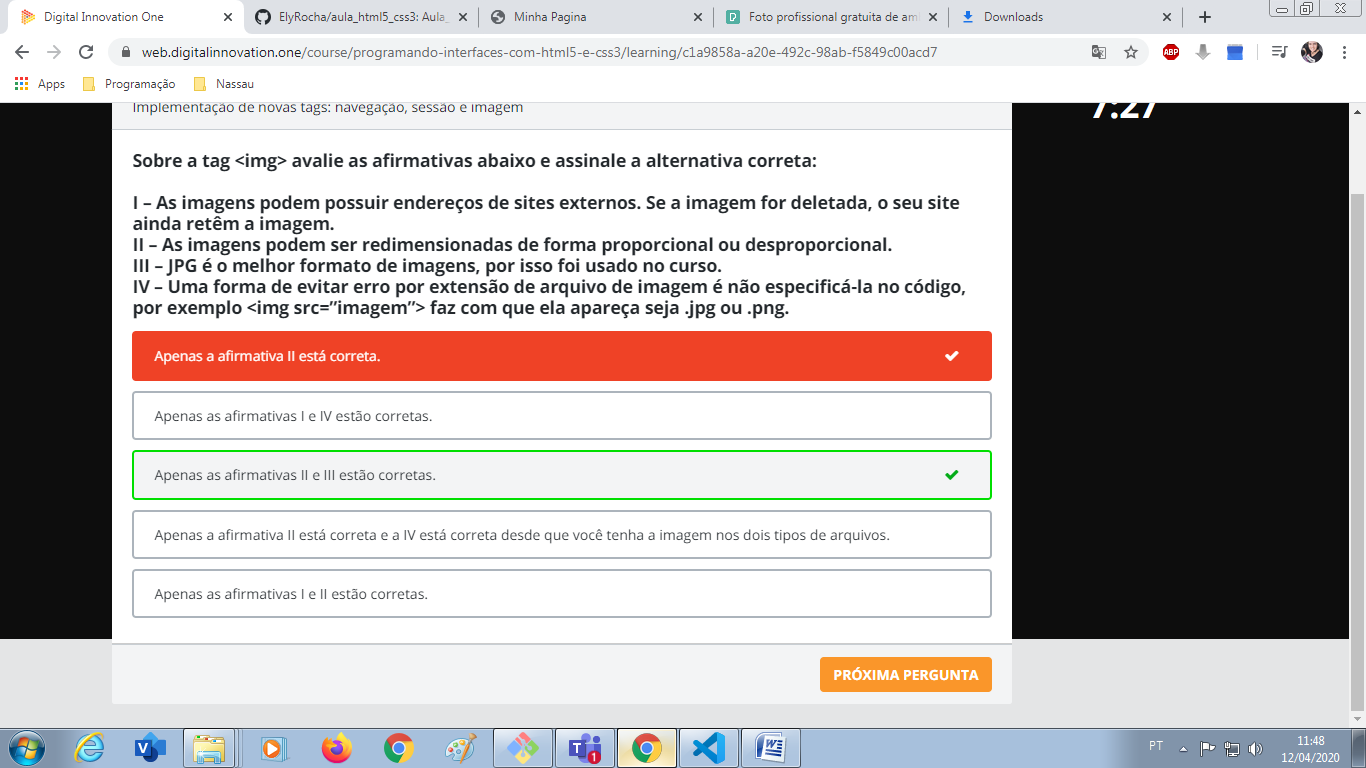 Digital Innovation One
ElyRocha/aula_html5_css3: Aula_
Minha Pagina
Foto profissional gratuita de am
Downloads
web.digitalinnovation.one/course/programando-interfaces-com-html5-e-css3/learning/c1a9858a-a20e-492c-98ab-f5849c00acd7
ABP
Apps
Programação
Nassau
Implementação de novas tags: navegação, sessão e imagem
7:27
Sobre a tag <img> avalie as afirmativas abaixo e assinale a alternativa correta:
I – As imagens podem possuir endereços de sites externos. Se a imagem for deletada, o seu site
ainda retêm a imagem.
II – As imagens podem ser redimensionadas de forma proporcional ou desproporcional.
III – JPG é o melhor formato de imagens, por isso foi usado no curso.
IV – Uma forma de evitar erro por extensão de arquivo de imagem é não especificá-la no código,
por exemplo <img src=”imagem”> faz com que ela apareça seja .jpg ou .png.
Apenas a afirmativa II está correta.
Apenas as afirmativas I e IV estão corretas.
Apenas as afirmativas II e III estão corretas.
Apenas a afirmativa II está correta e a IV está correta desde que você tenha a imagem nos dois tipos de arquivos.
Apenas as afirmativas I e II estão corretas.
PRÓXIMA PERGUNTA
PT
11:48
12/04/2020